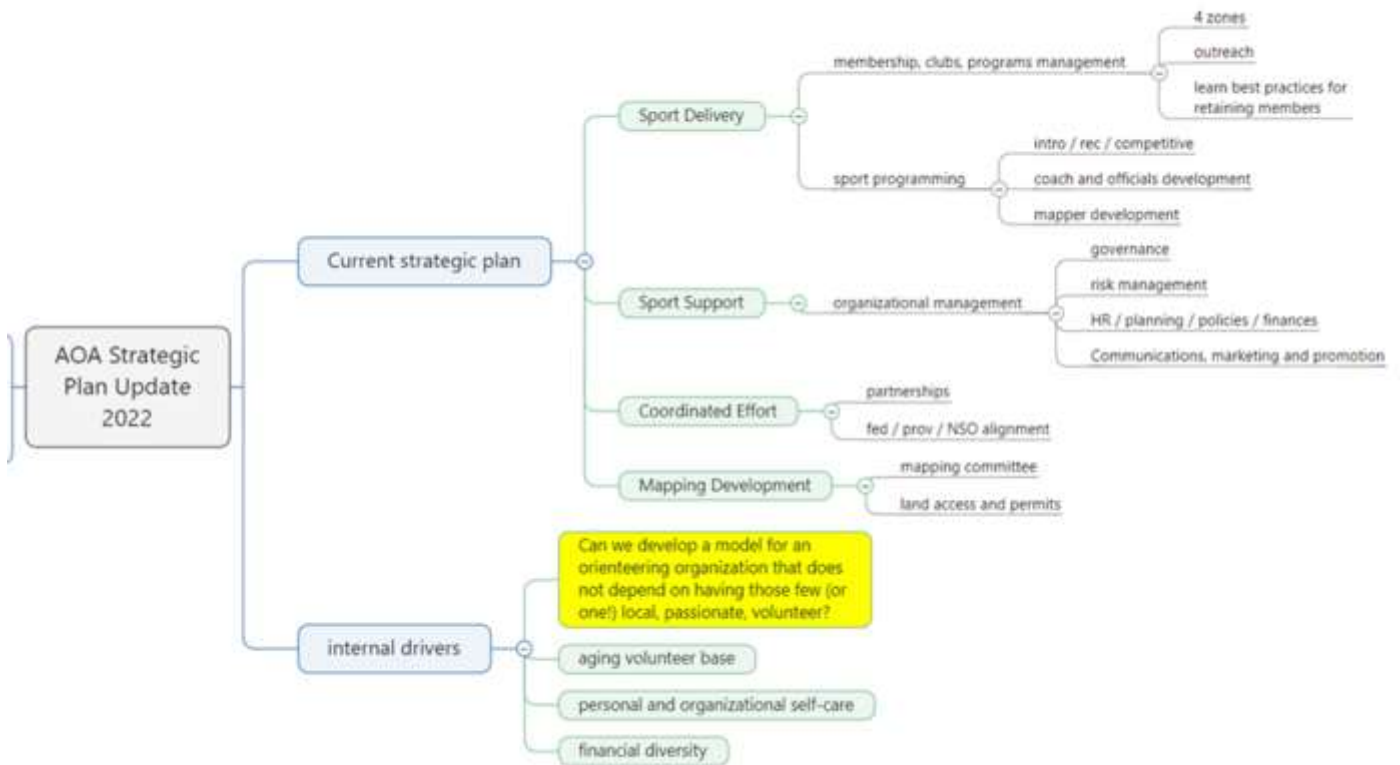 AOA Strategic
Plan Update
2022
Current strategic plan
Sport Delivery
membership, clubs, programs management
4 zones
outreach
learn best practices for
retaining members
sport programming
intro / rec / competitive
coach and officials development
mapper development
Sport Support
organizational management
governance
risk management
HR / planning / policies / finances
Communications, marketing and promotion
Coordinated Effort
partnerships
fed / prov / NSO alignment
Mapping Development
mapping committee
land access and permits
internal drivers
Can we develop a model for an
orienteering organization that does
not depend on having those few (or
one!) local, passionate, volunteer?
aging volunteer base
personal and organizational self-care
financial diversity